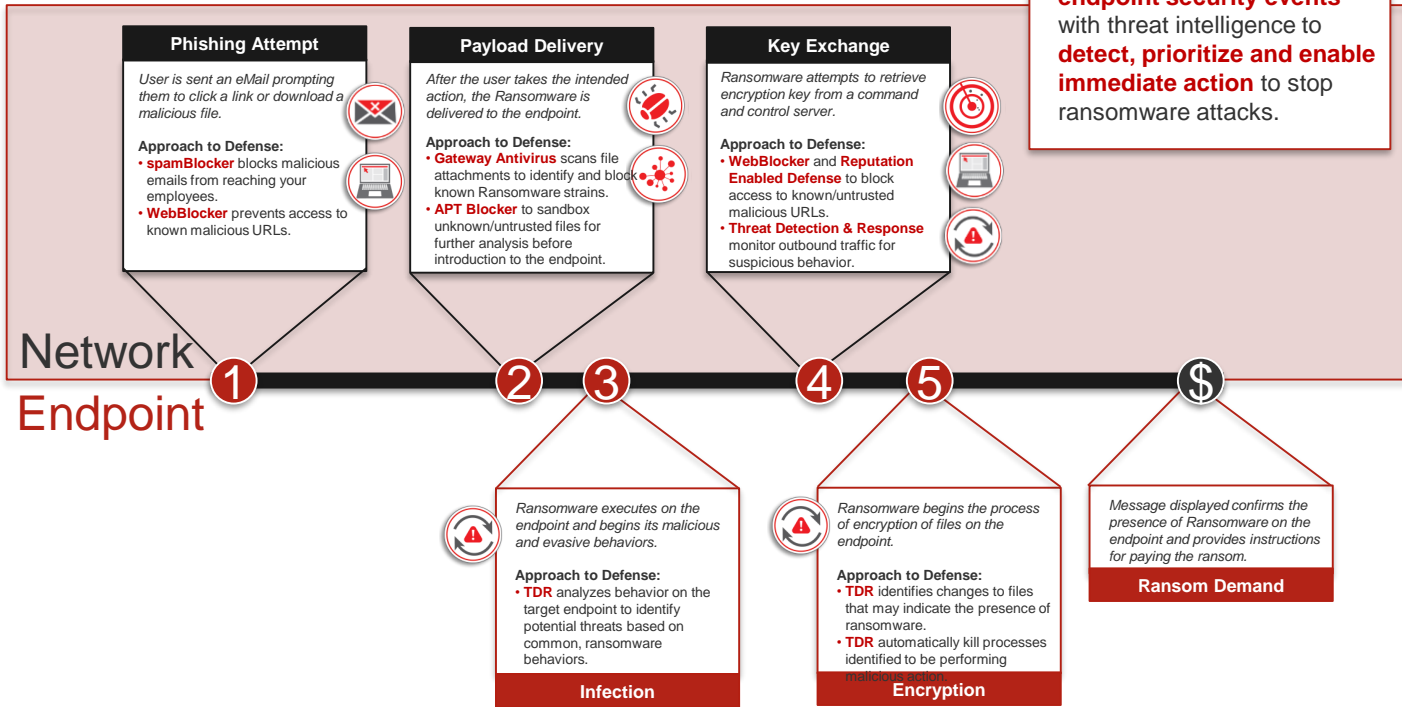 endpoint security events
with threat intelligence to
detect, prioritize and enable
immediate action to stop
ransomware attacks.
Phishing Attempt
User is sent an eMail prompting
them to click a link or download a
malicious file.
Approach to Defense:
• spamBlocker blocks malicious
emails from reaching your
employees.
• WebBlocker prevents access to
known malicious URLs.
Payload Delivery
After the user takes the intended
action, the Ransomware is
delivered to the endpoint.
Approach to Defense:
• Gateway Antivirus scans file
attachments to identify and block
known Ransomware strains.
• APT Blocker to sandbox
unknown/untrusted files for
further analysis before
introduction to the endpoint.
Key Exchange
Ransomware attempts to retrieve
encryption key from a command
and control server.
Approach to Defense:
• WebBlocker and Reputation
Enabled Defense to block
access to known/untrusted
malicious URLs.
• Threat Detection & Response
monitor outbound traffic for
suspicious behavior.
Network
1
2
3
4
5
$
Endpoint
Ransomware executes on the
endpoint and begins its malicious
and evasive behaviors.
Approach to Defense:
• TDR analyzes behavior on the
target endpoint to identify
potential threats based on
common, ransomware
behaviors.
Infection
Ransomware begins the process
of encryption of files on the
endpoint.
Approach to Defense:
• TDR identifies changes to files
that may indicate the presence of
ransomware.
• TDR automatically kill processes
identified to be performing
malicious action.
Encryption
Message displayed confirms the
presence of Ransomware on the
endpoint and provides instructions
for paying the ransom.
Ransom Demand